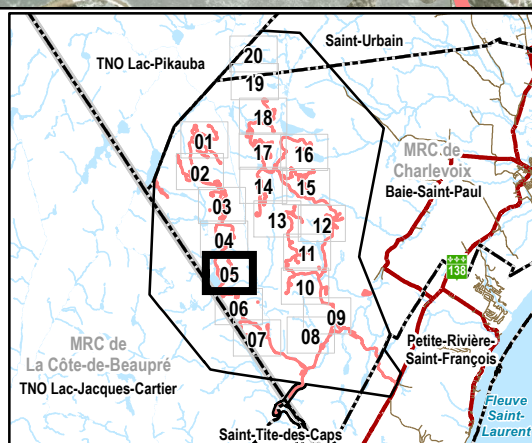 Saint-Urbain
TNO Lac-Pikauba
20
19
18
01
17
16
02
14
15
MRC de
Charlevoix
Baie-Saint-Paul
03
13
12
04
11
05
10
138
06
09
07
08
MRC de
La Côte-de-Beaupré
TNO Lac-Jacques-Cartier
Petite-Rivière-
Saint-François
Fleuve
Saint-
Laurent
Saint-Tite-des-Caps